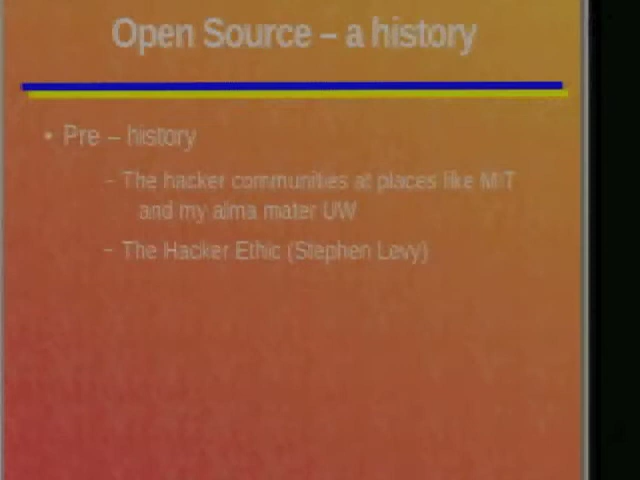 Open Source – a history
• Pre – history
– The hacker communities at places like MIT
and my alma mater UW
– The Hacker Ethic (Stephen Levy)